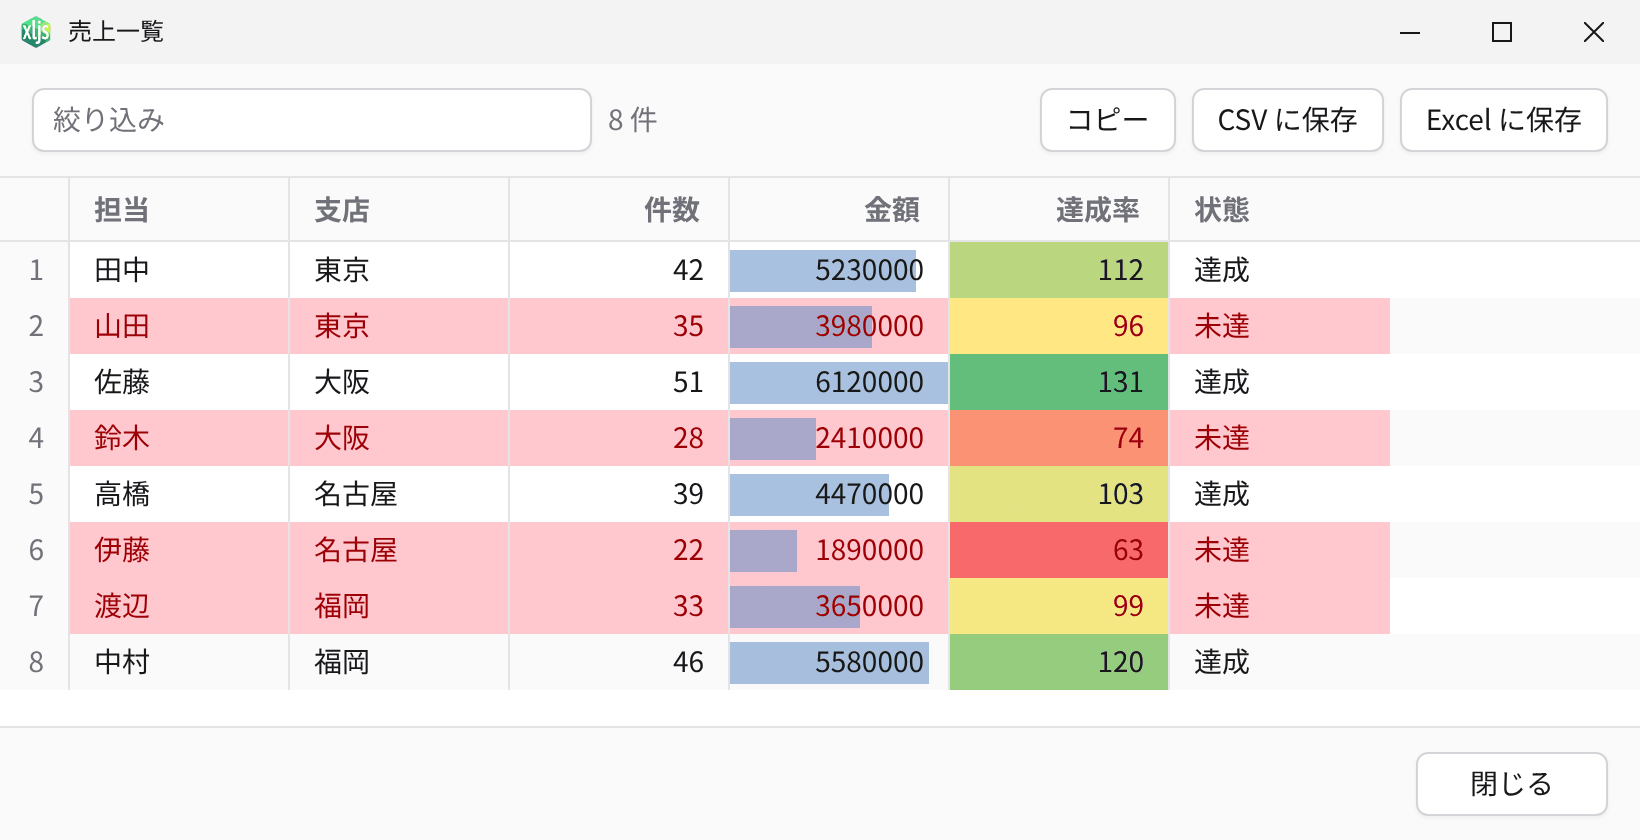 xljs 売上一覧
絞り込み 8 件 コピー CSV に保存 Excel に保存
担当 支店 件数 金額 達成率 状態
1 田中 東京 42 5230000 112 達成
2 山田 東京 35 3980000 96 未達
3 佐藤 大阪 51 6120000 131 達成
4 鈴木 大阪 28 2410000 74 未達
5 高橋 名古屋 39 4470000 103 達成
6 伊藤 名古屋 22 1890000 63 未達
7 渡辺 福岡 33 3650000 99 未達
8 中村 福岡 46 5580000 120 達成
閉じる